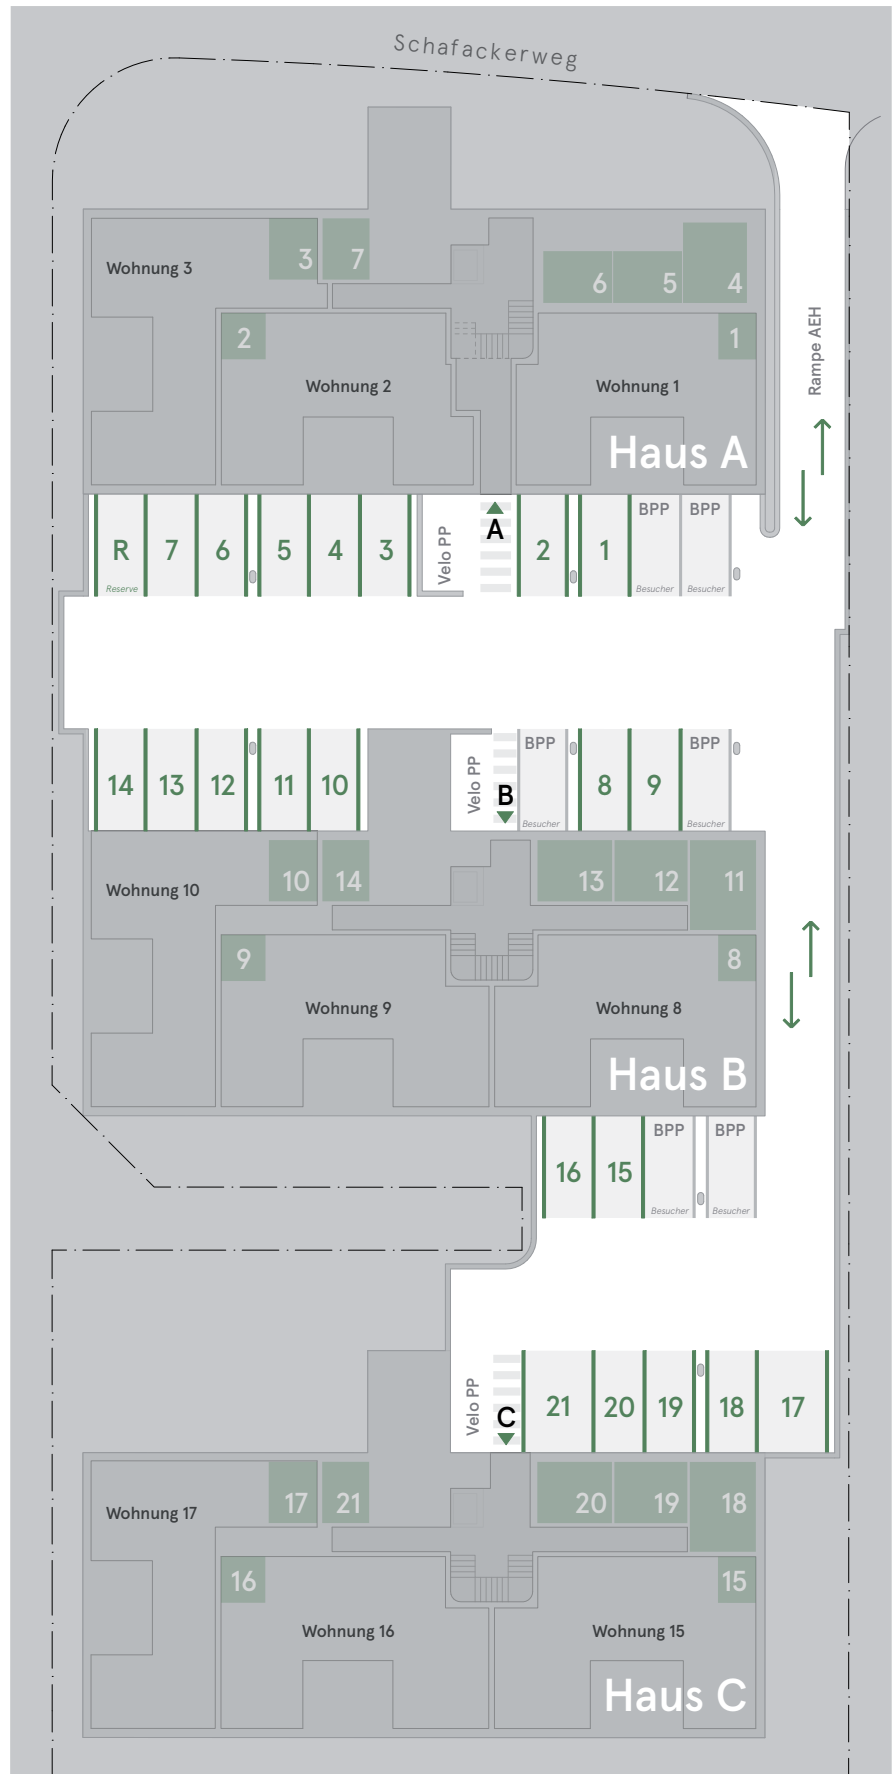 Schafackerweg
Wohnung 3
3
7
6
5
4
Rampe AEH
2
1
Wohnung 2
Wohnung 1
Haus A
R
Reserve
7
6
5
4
3
Velo PP
A
2
1
BPP
Besucher
BPP
Besucher
14
13
12
11
10
Velo PP
B
BPP
Besucher
8
9
BPP
Besucher
Wohnung 10
10
14
13
12
11
9
8
Wohnung 9
Wohnung 8
Haus B
16
15
BPP
Besucher
BPP
Besucher
Velo PP
C
21
20
19
18
17
Wohnung 17
17
21
20
19
18
16
15
Wohnung 16
Wohnung 15
Haus C